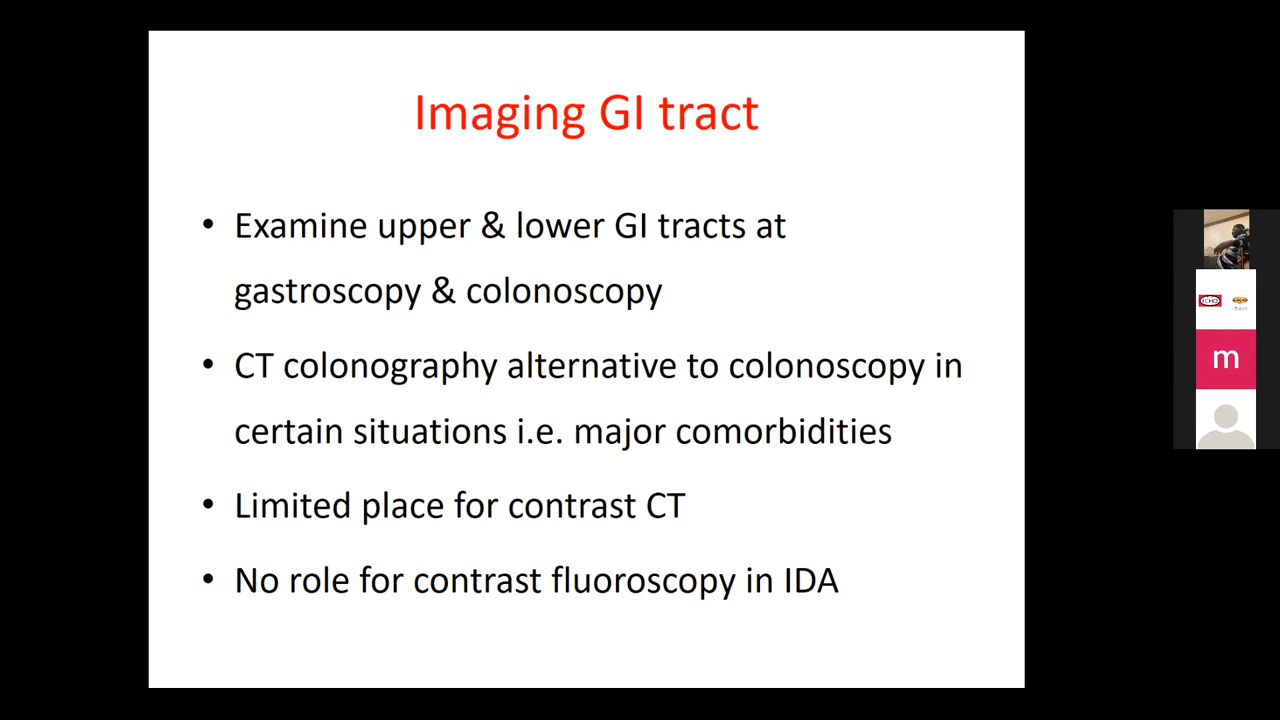 Imaging GI tract
• Examine upper & lower GI tracts at
gastroscopy & colonoscopy
• CT colonography alternative to colonoscopy in
certain situations i.e. major comorbidities
• Limited place for contrast CT
• No role for contrast fluoroscopy in IDA
ECHO
m